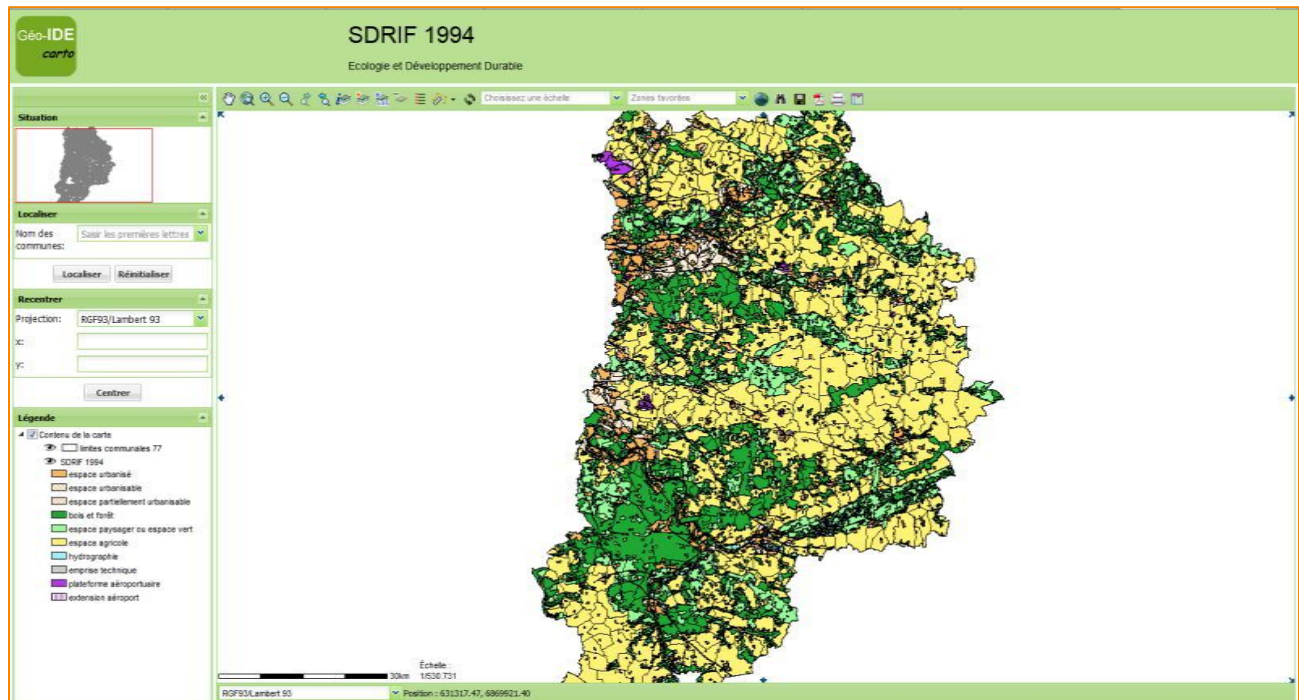 Géo-IDE
carto
SDRIF 1994
Ecologie et Développement Durable
Choisissez une échelle
Zones favorites
Situation
Localiser
Nom des communes:
Saisir les premières lettres
Localiser
Réinitialiser
Recentrer
Projection:
RGF93/Lambert 93
x:
y:
Centrer
Légende
Contenu de la carte
limites communales 77
SDRIF 1994
espace urbanisé
espace urbanisable
espace partiellement urbanisable
bois et forêt
espace paysager ou espace vert
espace agricole
hydrographie
emprise technique
plateforme aéroportuaire
extension aéroport
30km
Échelle :
1/530.731
RGF93/Lambert 93
Position : 631317.47, 6869921.40